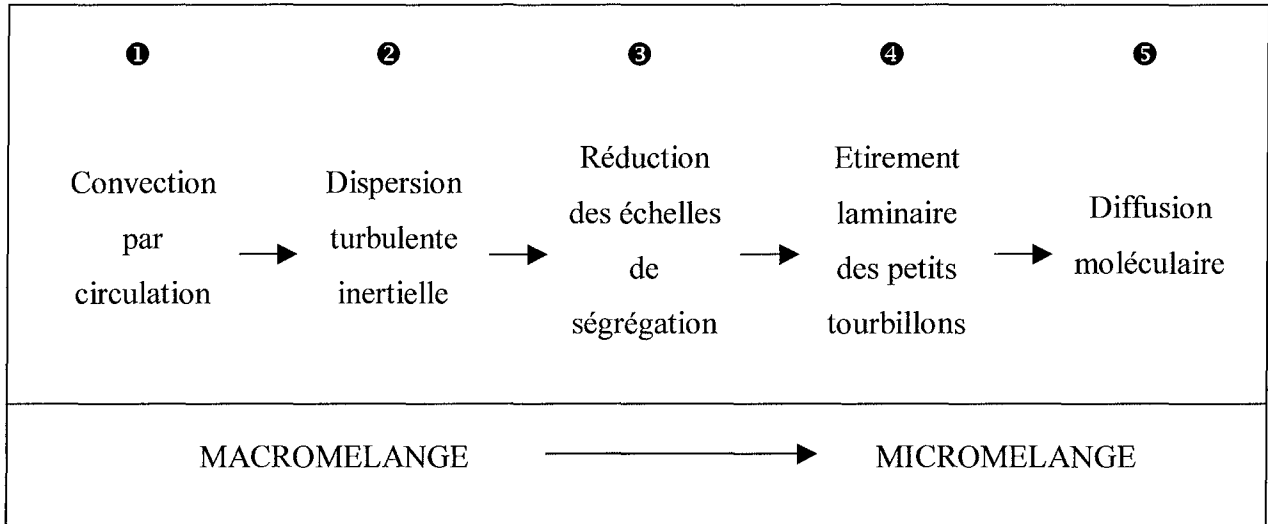 ❶ ❷ ❸ ❹ ❺
Convection
par
circulation
Dispersion
turbulente
inertielle
Réduction
des échelles
de
ségrégation
Etirement
laminaire
des petits
tourbillons
Diffusion
moléculaire
MACROMELANGE MICROMELANGE